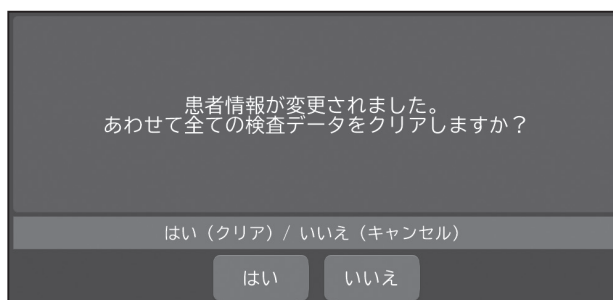 患者情報が変更されました。
あわせて全ての検査データをクリアしますか？
はい（クリア）/ いいえ（キャンセル）
はい
いいえ